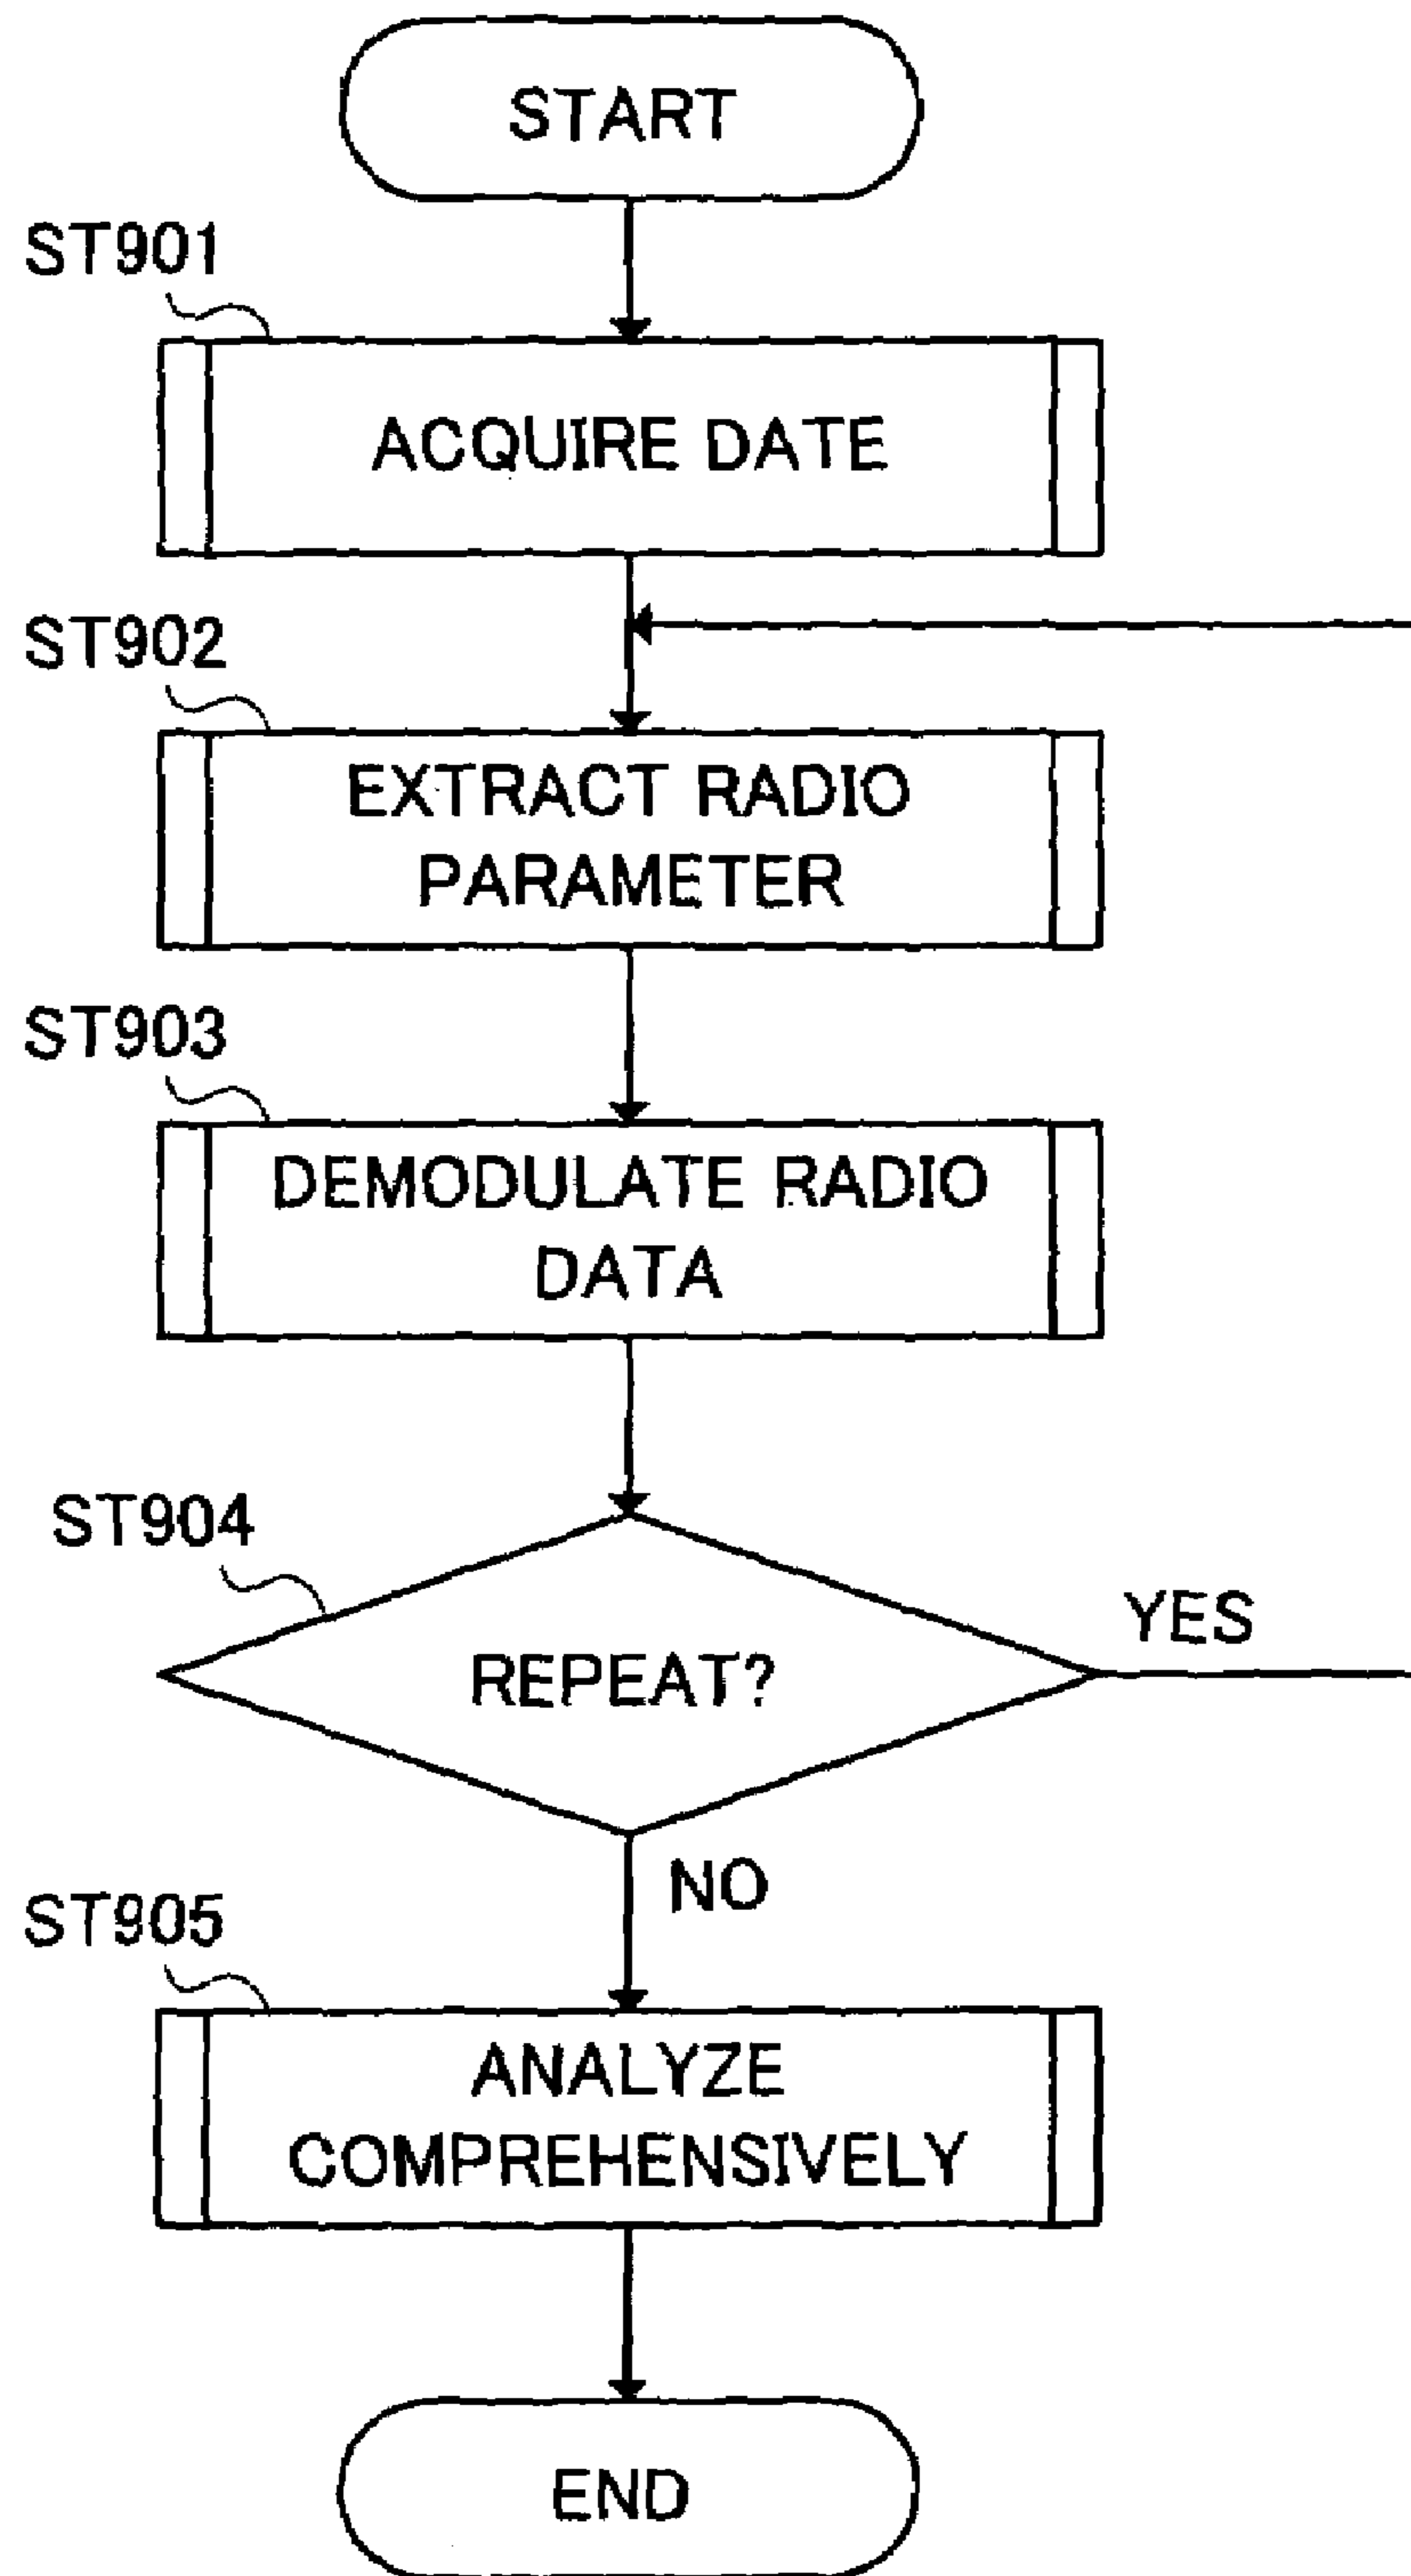 START
ST901
ACQUIRE DATE
ST902
EXTRACT RADIO
PARAMETER
ST903
DEMODULATE RADIO
DATA
ST904
REPEAT?
YES
NO
ST905
ANALYZE
COMPREHENSIVELY
END